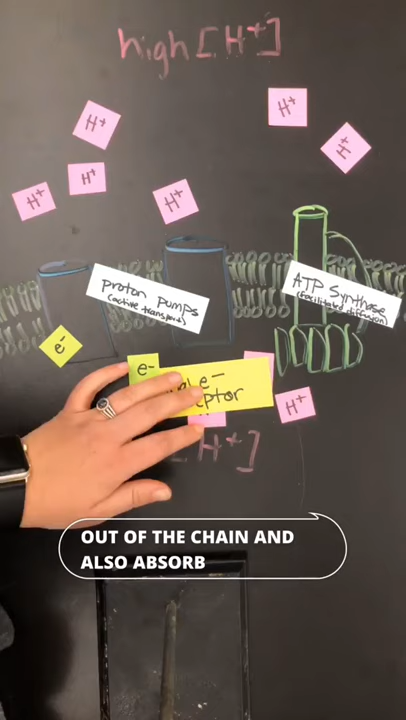 high [H+]
H+
H+
H+
H+
H+
H+
Proton Pumps
(active transport)
ATP Synthase
(facilitated diffusion)
e-
e-
e-
H+
[H+]
OUT OF THE CHAIN AND
ALSO ABSORB